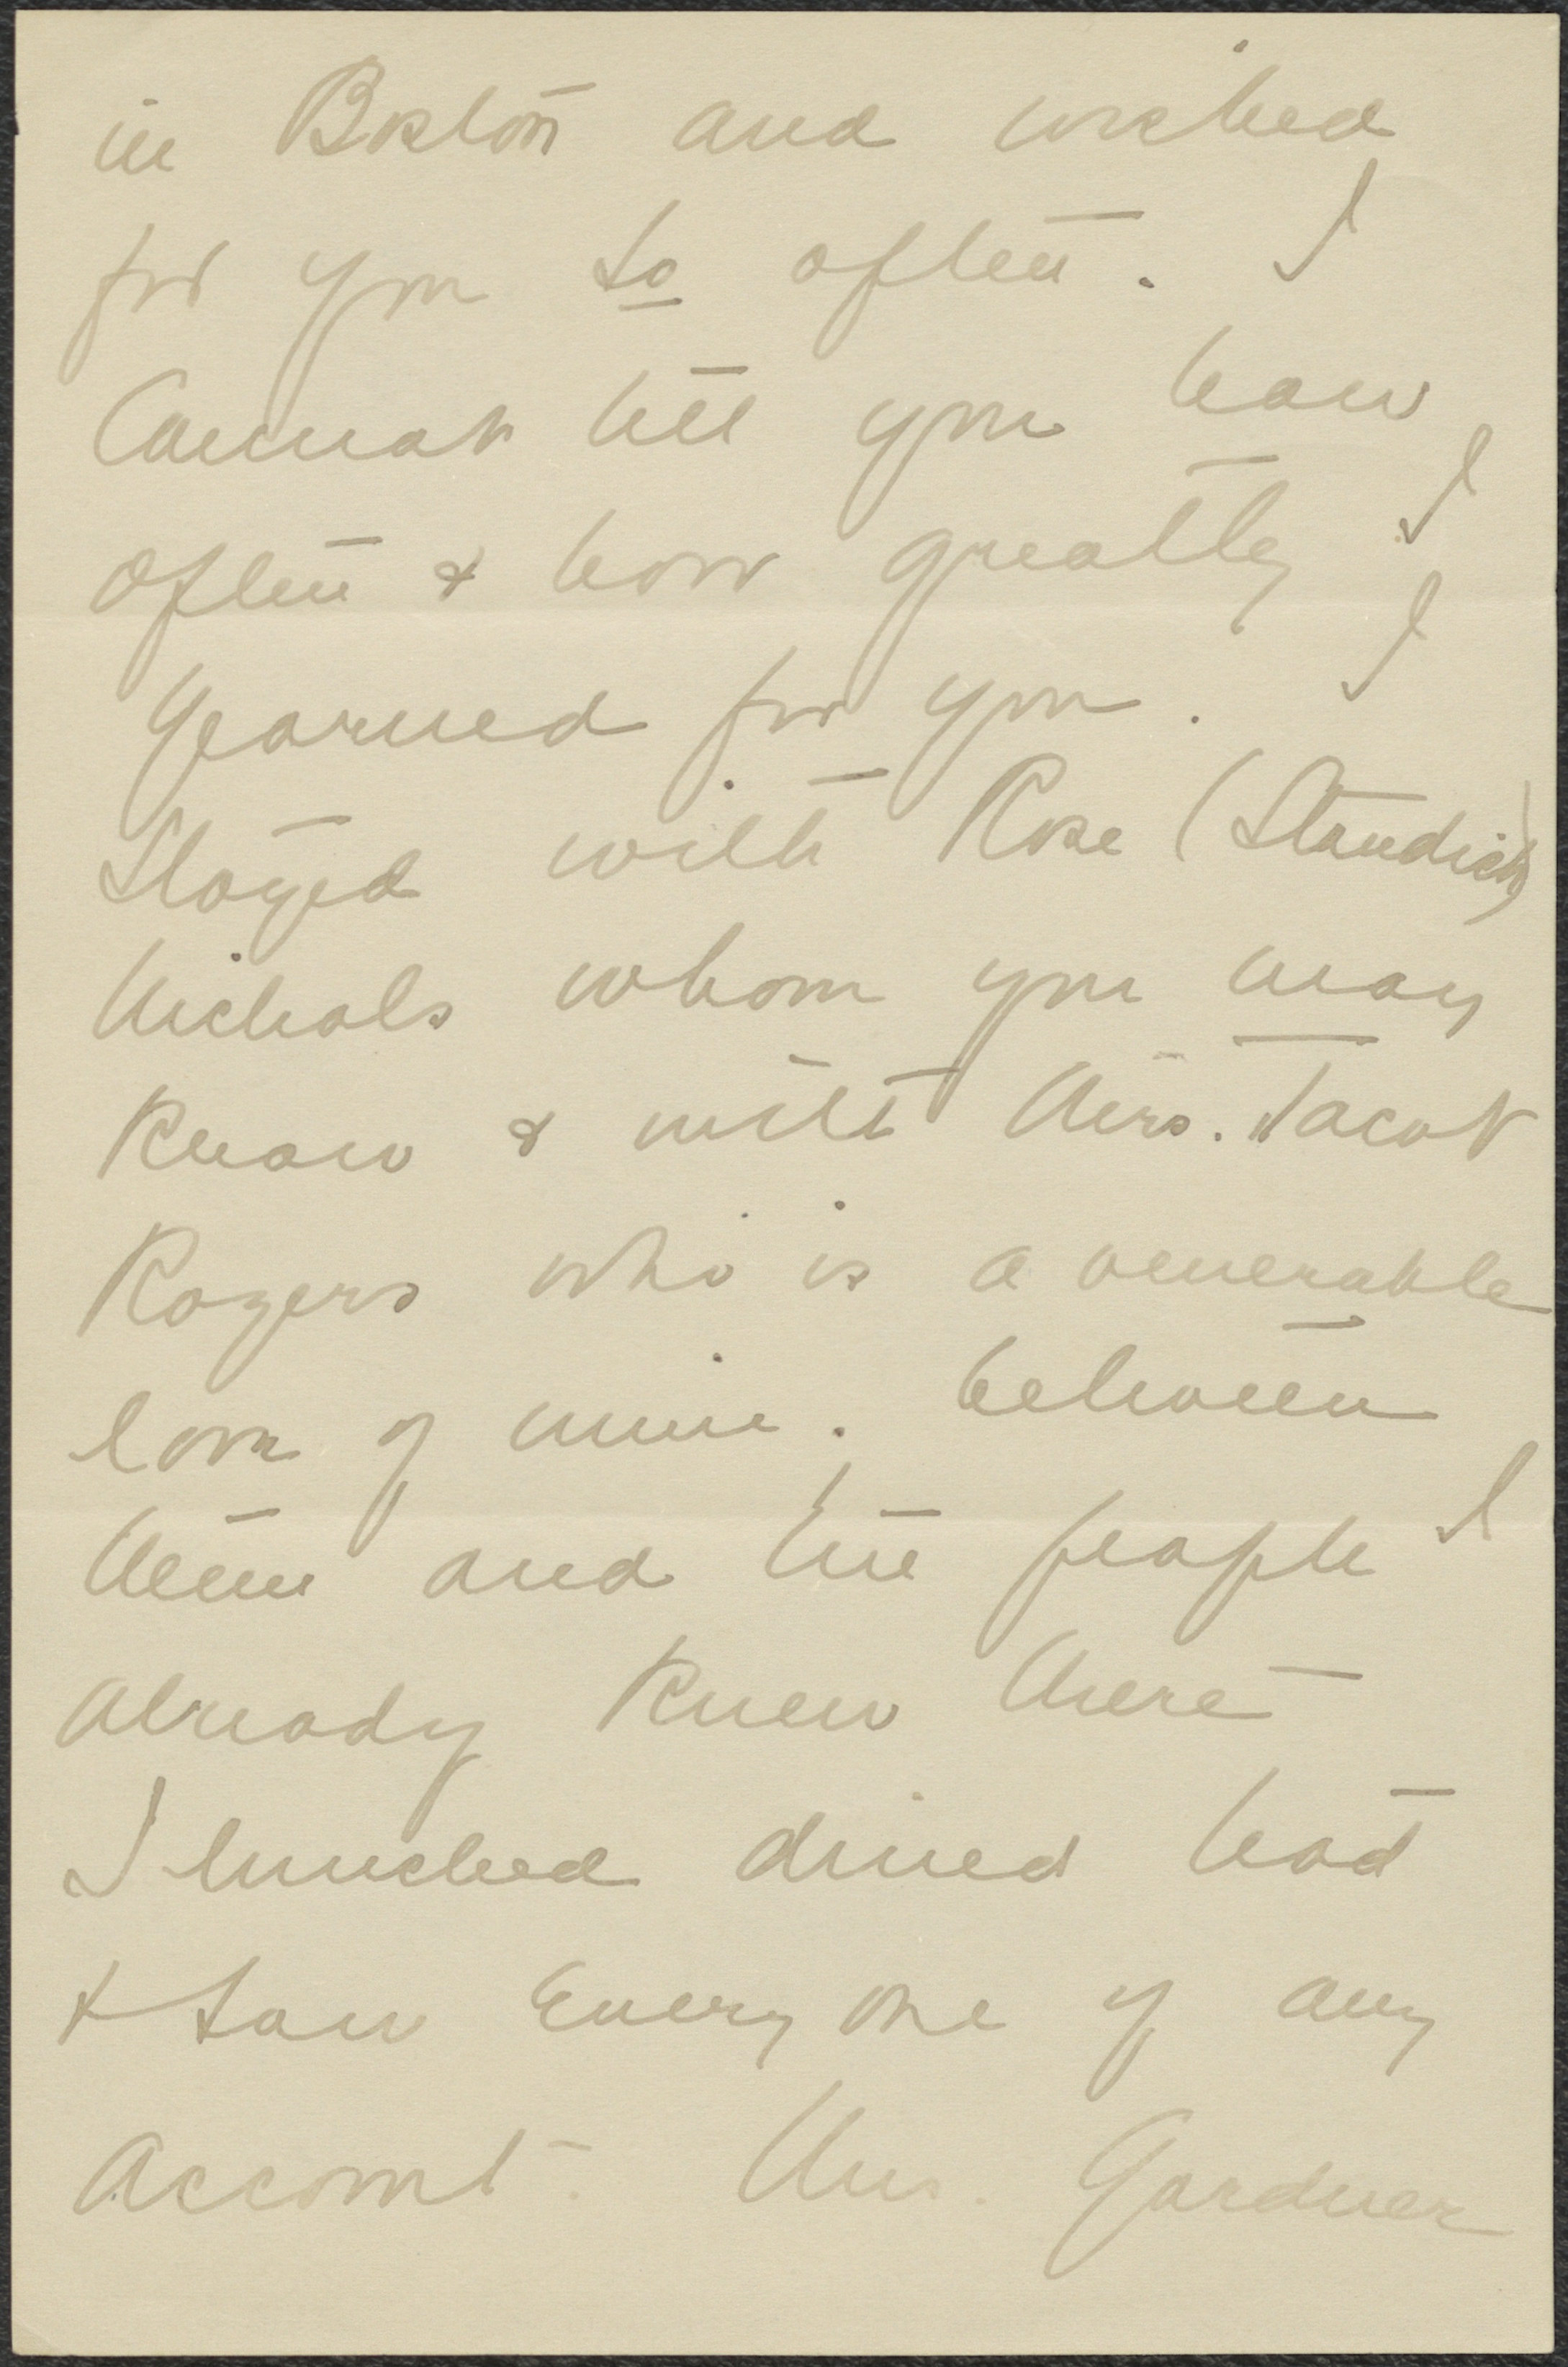 in Boston and wished
for you so often. I
Cannot tell you how
often & how greatly I
yearned for you. I
stayed with Rose (Standish)
Nichols whom you may
know & with Mrs. Jacob
Rogers who is a venerable
love of mine. between
them and the people I
already knew there
I lunched dined had
& saw every one of any
account. Mrs. Gardner